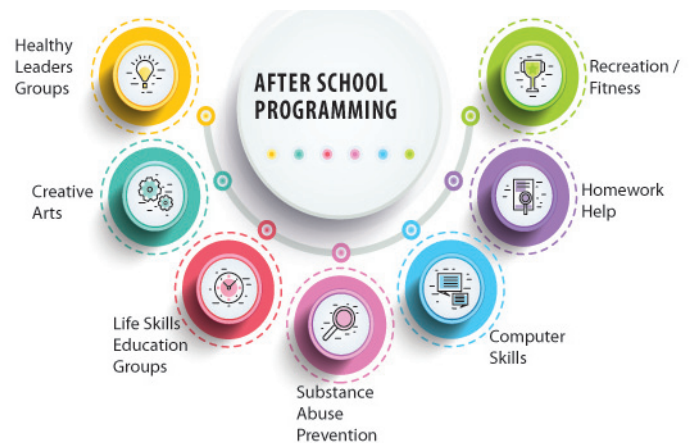 AFTER SCHOOL
PROGRAMMING
Healthy
Leaders
Groups
Creative
Arts
Life Skills
Education
Groups
Substance
Abuse
Prevention
Computer
Skills
Homework
Help
Recreation /
Fitness